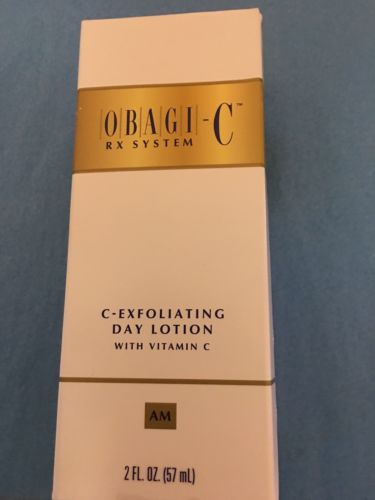 OBAGI-C™
RX SYSTEM
C-EXFOLIATING
DAY LOTION
WITH VITAMIN C
AM
2 FL. OZ. (57 mL)